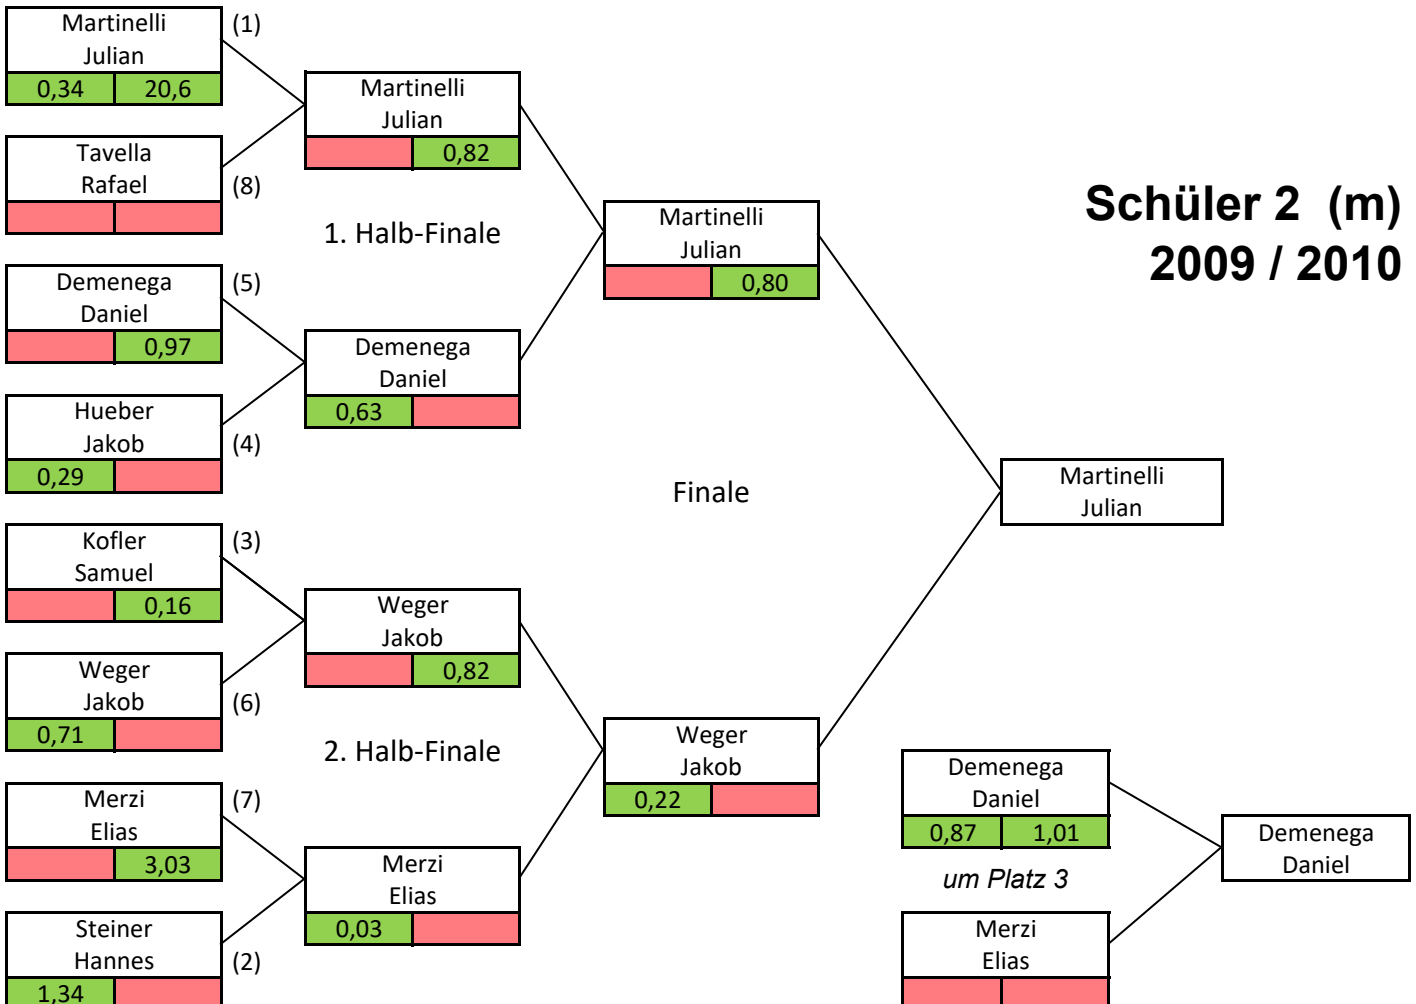 Martinelli
Julian
0,34 20,6
(1)
Tavella
Rafael
(8)
Demenega
Daniel
0,97
(5)
Hueber
Jakob
0,29
(4)
Kofler
Samuel
0,16
(3)
Weger
Jakob
0,71
(6)
Merzi
Elias
3,03
(7)
Steiner
Hannes
1,34
(2)
Martinelli
Julian
0,82
1. Halb-Finale
Demenega
Daniel
0,63
Weger
Jakob
0,82
2. Halb-Finale
Merzi
Elias
0,03
Martinelli
Julian
0,80
Finale
Weger
Jakob
0,22
Schüler 2 (m)
2009 / 2010
Martinelli
Julian
Demenega
Daniel
0,87 1,01
um Platz 3
Merzi
Elias
Demenega
Daniel